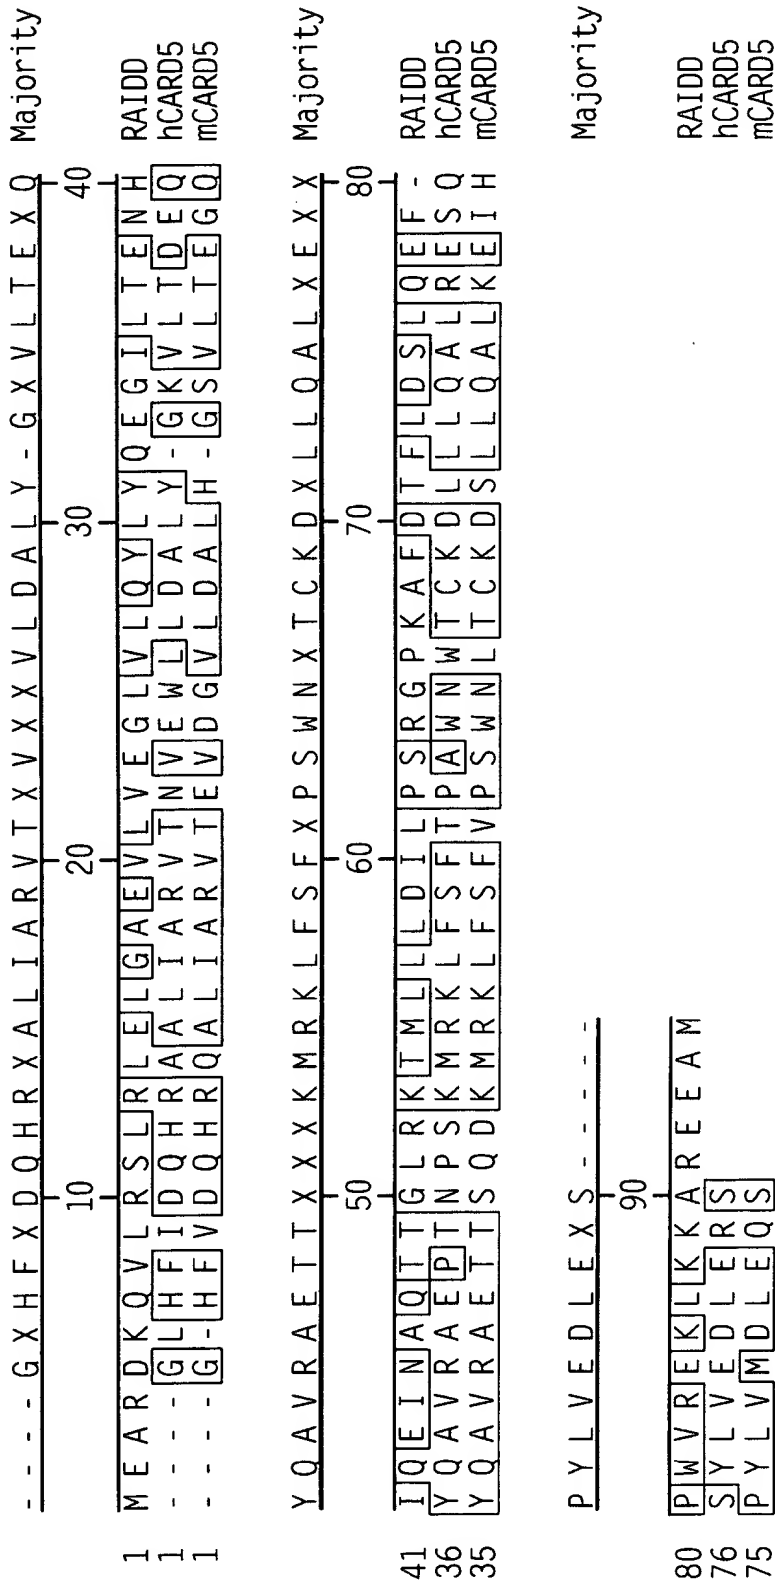 - - - - G X H F X D Q H R X A L I A R V T X V X X V L D A L Y - G X V L T E X Q Majority
10 20 30 40
1 M E A R D K Q V L R S L R L E L G A E V L V E G L V L Q Y L Y Q E G I L T E N H RAIDD
1 - - - - G L H F I D Q H R A A L I A R V T N V E W L L D A L Y - G K V L T D E Q hCARD5
1 - - - - G - H F V D Q H R Q A L I A R V T E V D G V L D A L H - G S V L T E G Q mCARD5
Y Q A V R A E T T X X X K M R K L F S F X P S W N X T C K D X L L Q A L X E X X Majority
50 60 70 80
41 I Q E I N A Q T T G L R K T M L L L D I L P S R G P K A F D T F L D S L Q E F - RAIDD
36 Y Q A V R A E P T N P S K M R K L F S F T P A W N W T C K D L L L Q A L R E S Q hCARD5
35 Y Q A V R A E T T S Q D K M R K L F S F V P S W N L T C K D S L L Q A L K E I H mCARD5
P Y L V E D L E X S - - - - - Majority
90
80 P W V R E K L K K A R E E A M RAIDD
76 S Y L V E D L E R S hCARD5
75 P Y L V M D L E Q S mCARD5